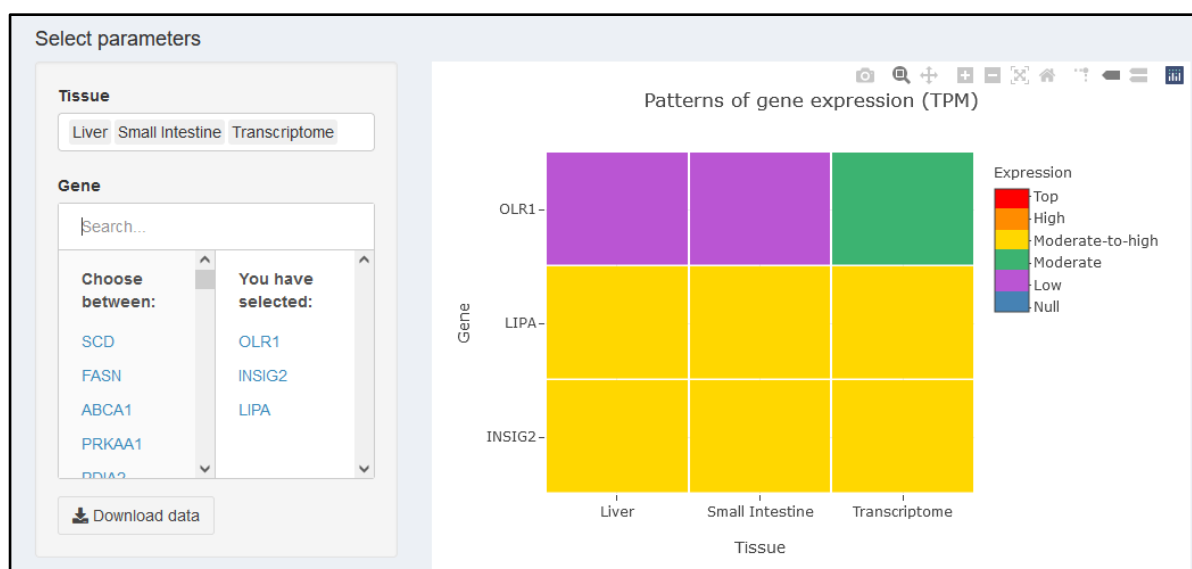 Select parameters
Tissue
Liver Small Intestine Transcriptome
Gene
Search...
Choose between:
SCD
FASN
ABCA1
PRKAA1
PDIA2
You have selected:
OLR1
INSIG2
LIPA
Download data
Patterns of gene expression (TPM)
Gene
OLR1
LIPA
INSIG2
Liver Small Intestine Transcriptome
Tissue
Expression
Top
High
Moderate-to-high
Moderate
Low
Null